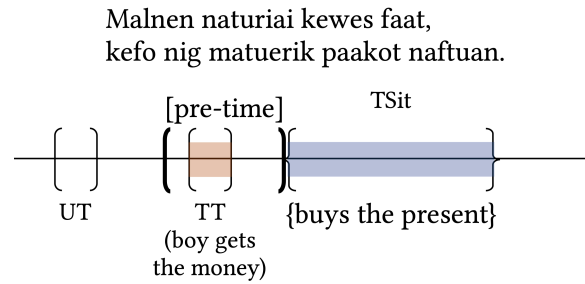 Malnen naturiai kewes faat,
kefo nig matuerik paakot naftuan.
[pre-time]
TSit
UT
TT
(boy gets
the money)
{buys the present}